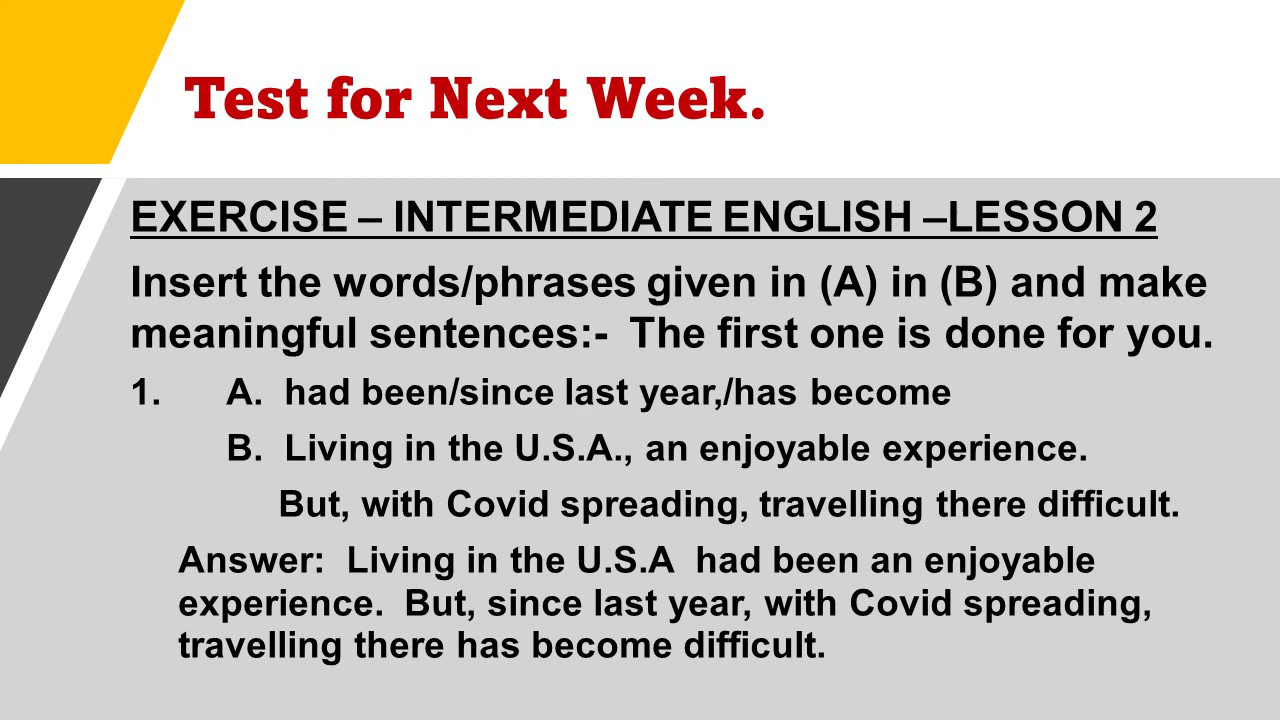 Test for Next Week.
EXERCISE – INTERMEDIATE ENGLISH –LESSON 2
Insert the words/phrases given in (A) in (B) and make
meaningful sentences:-  The first one is done for you.
1. A. had been/since last year,/has become
B. Living in the U.S.A., an enjoyable experience.
But, with Covid spreading, travelling there difficult.
Answer:  Living in the U.S.A  had been an enjoyable
experience.  But, since last year, with Covid spreading,
travelling there has become difficult.